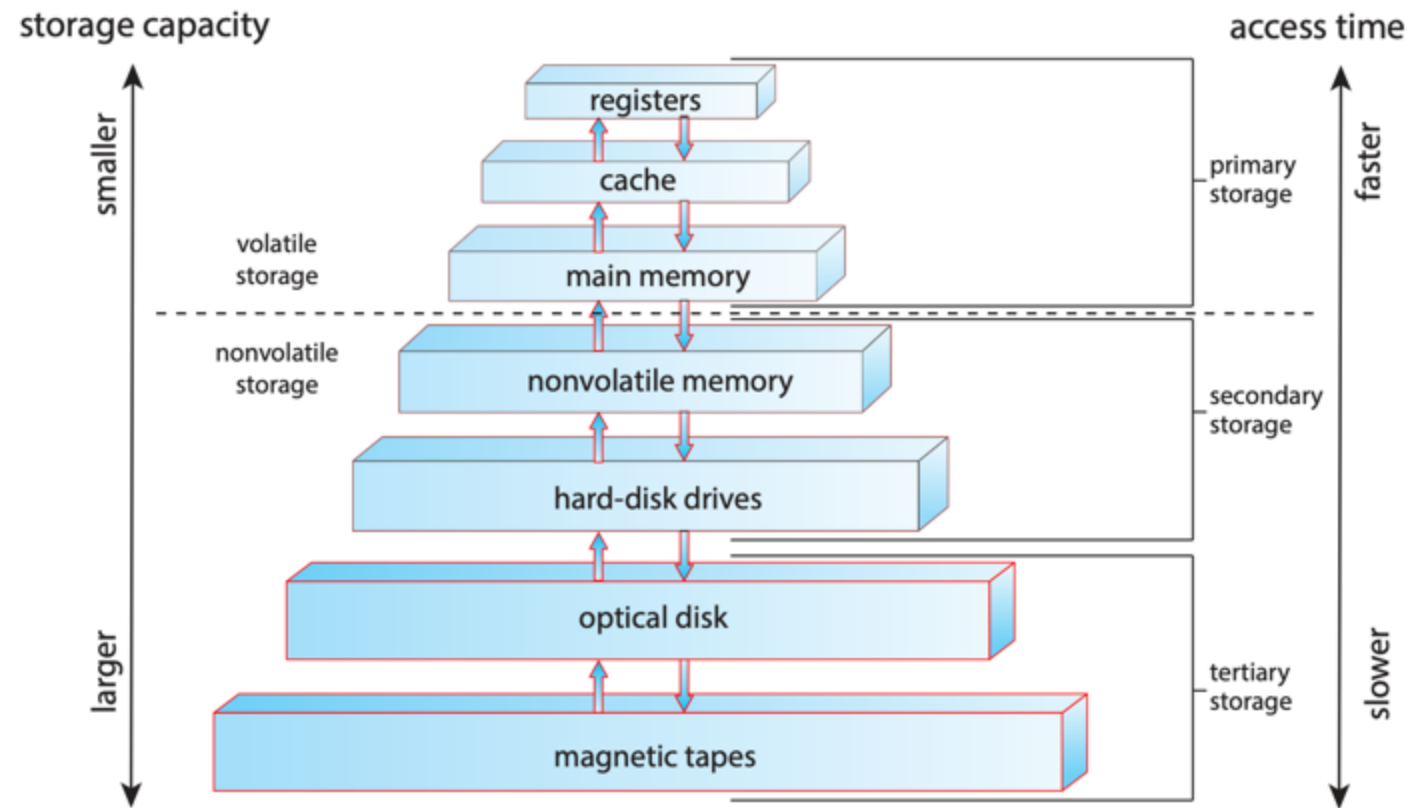 storage capacity
access time
smaller
faster
registers
cache
primary
storage
volatile
storage
main memory
nonvolatile
storage
nonvolatile memory
secondary
storage
hard-disk drives
optical disk
larger
slower
tertiary
storage
magnetic tapes